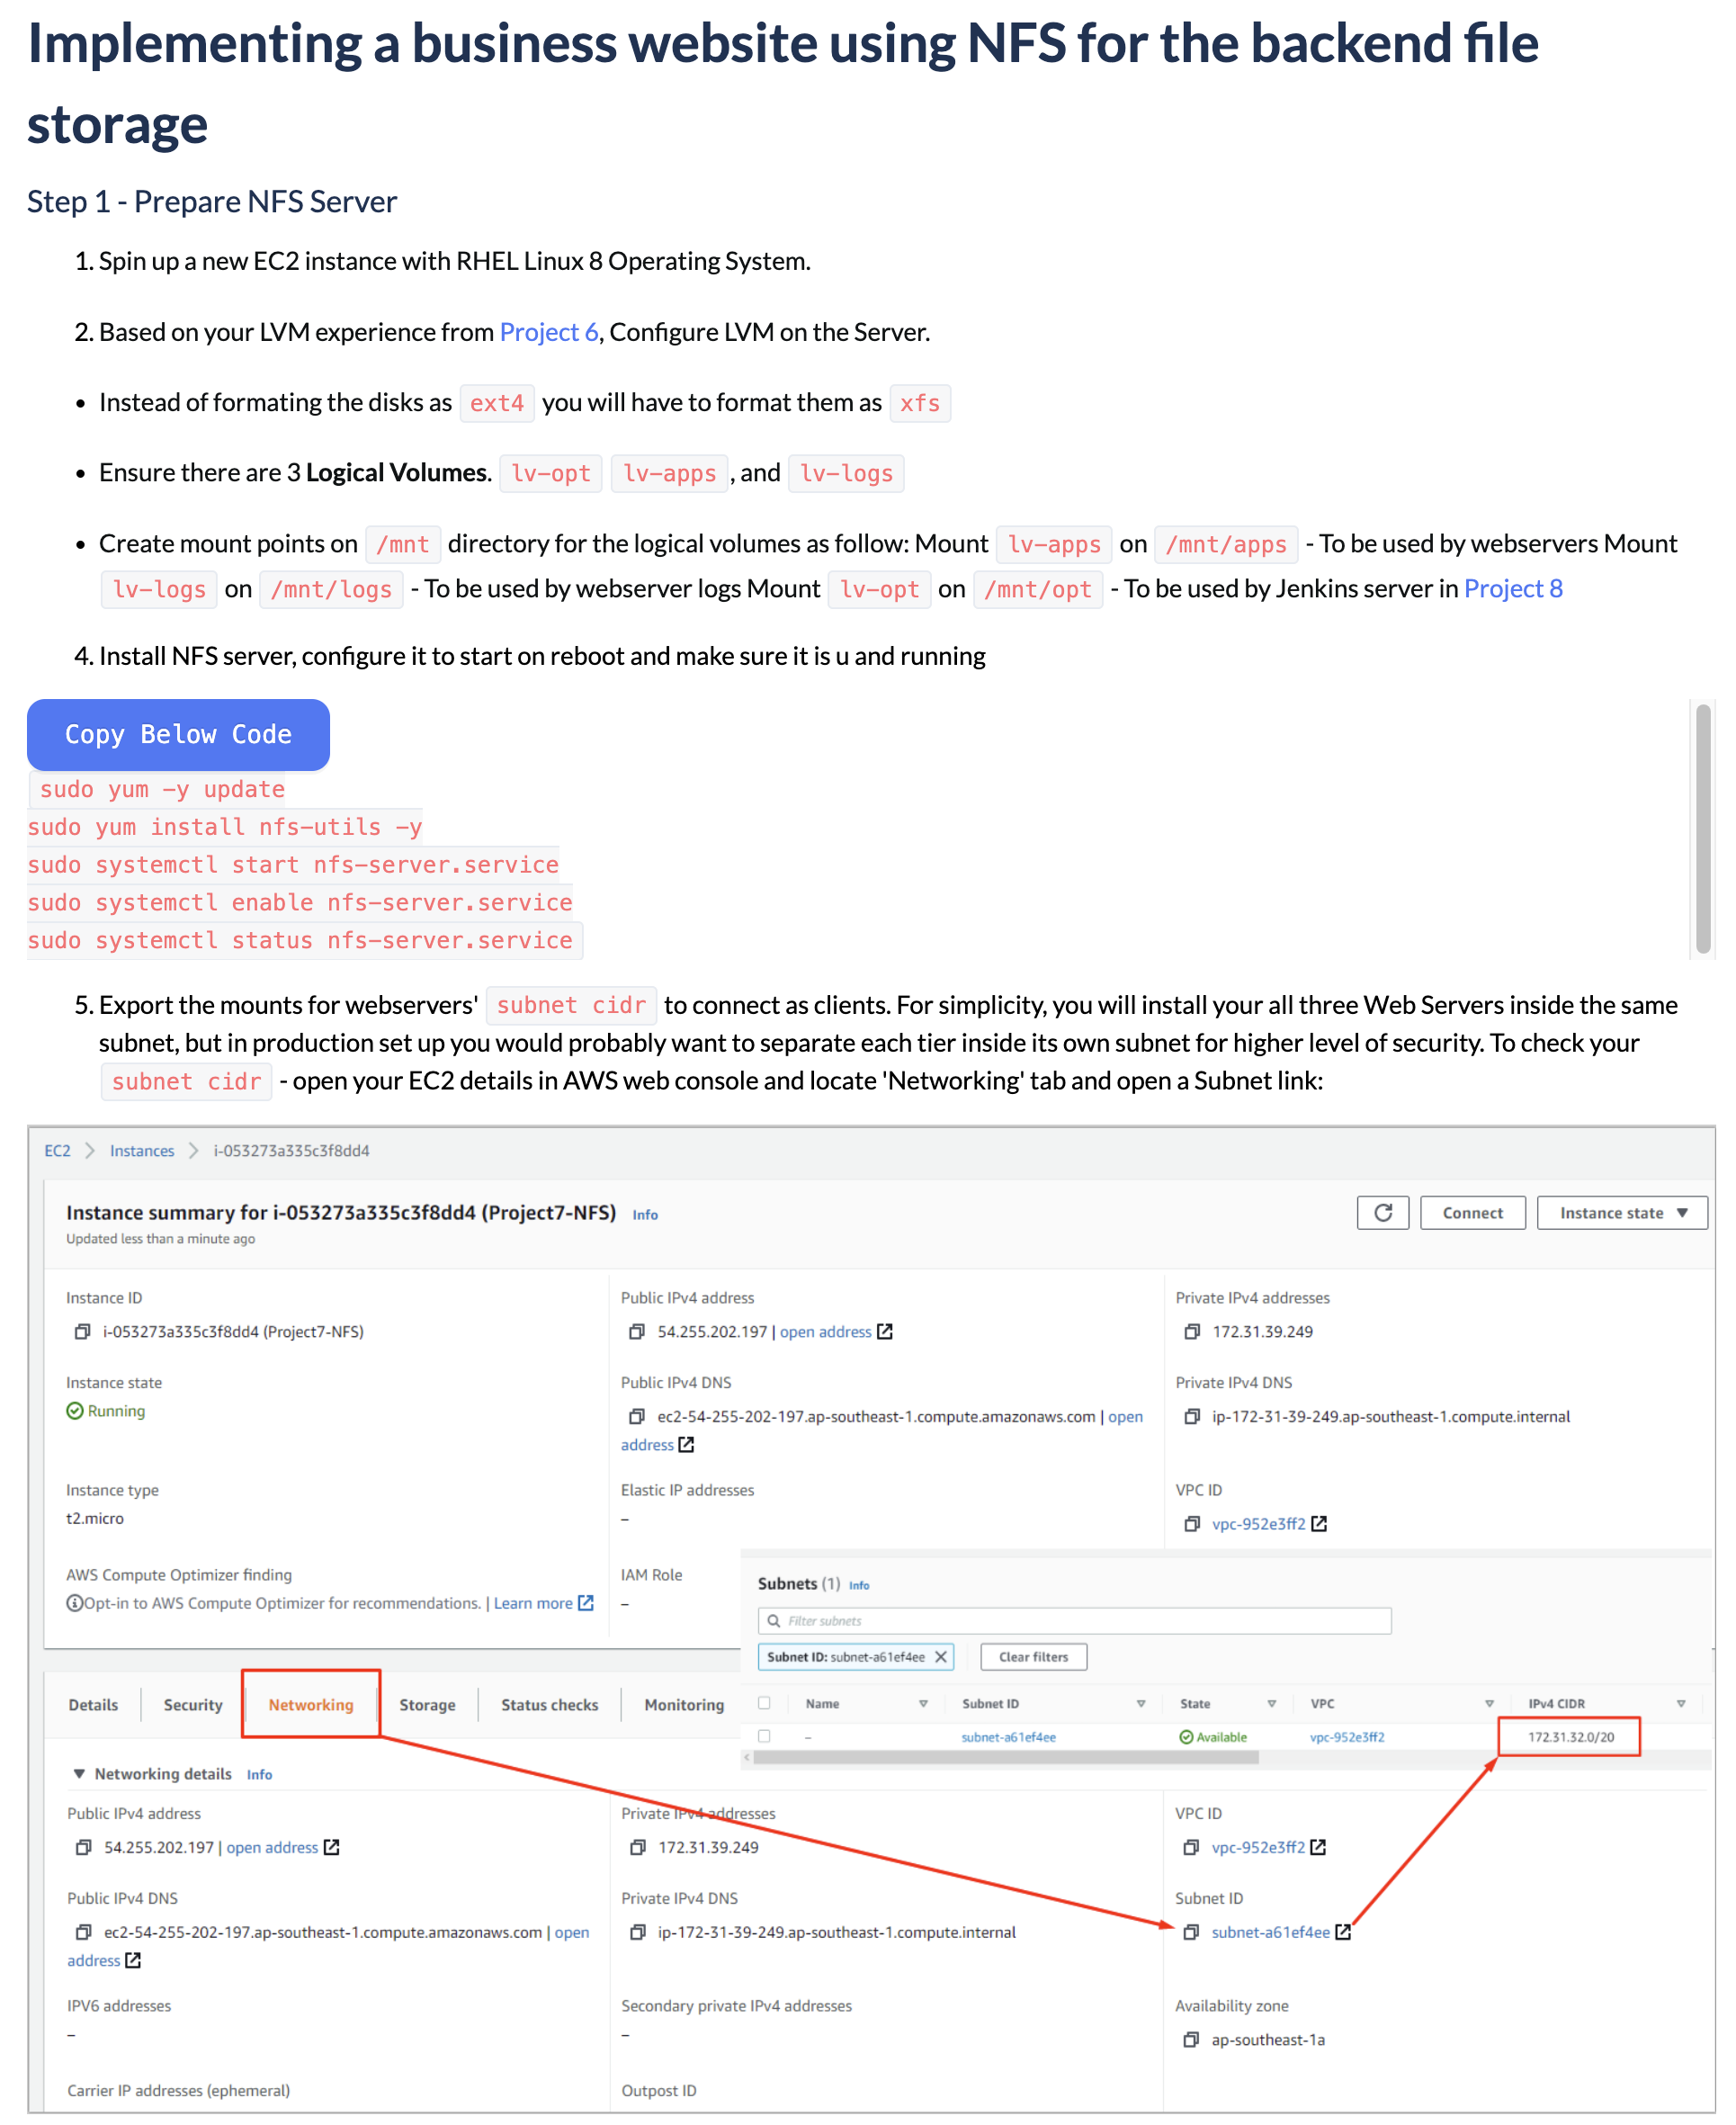 Implementing a business website using NFS for the backend file
storage
Step 1 - Prepare NFS Server
1. Spin up a new EC2 instance with RHEL Linux 8 Operating System.
2. Based on your LVM experience from Project 6, Configure LVM on the Server.
• Instead of formating the disks as ext4 you will have to format them as xfs
• Ensure there are 3 Logical Volumes. lv-opt lv-apps, and lv-logs
• Create mount points on /mnt directory for the logical volumes as follow: Mount lv-apps on /mnt/apps - To be used by webservers Mount
lv-logs on /mnt/logs - To be used by webserver logs Mount lv-opt on /mnt/opt - To be used by Jenkins server in Project 8
4. Install NFS server, configure it to start on reboot and make sure it is u and running
Copy Below Code
sudo yum -y update
sudo yum install nfs-utils -y
sudo systemctl start nfs-server.service
sudo systemctl enable nfs-server.service
sudo systemctl status nfs-server.service
5. Export the mounts for webservers' subnet cidr to connect as clients. For simplicity, you will install your all three Web Servers inside the same
subnet, but in production set up you would probably want to separate each tier inside its own subnet for higher level of security. To check your
subnet cidr - open your EC2 details in AWS web console and locate 'Networking' tab and open a Subnet link:
EC2 > Instances > i-053273a335c3f8dd4
Instance summary for i-053273a335c3f8dd4 (Project7-NFS) Info
Connect
Instance state ▼
Updated less than a minute ago
Instance ID
Public IPv4 address
Private IPv4 addresses
i-053273a335c3f8dd4 (Project7-NFS)
54.255.202.197 | open address
172.31.39.249
Instance state
Public IPv4 DNS
Private IPv4 DNS
Running
ec2-54-255-202-197.ap-southeast-1.compute.amazonaws.com | open
address
ip-172-31-39-249.ap-southeast-1.compute.internal
Instance type
Elastic IP addresses
VPC ID
t2.micro
–
vpc-952e3ff2
AWS Compute Optimizer finding
IAM Role
Opt-in to AWS Compute Optimizer for recommendations. | Learn more
–
Subnets (1) Info
Filter subnets
Subnet ID: subnet-a61ef4ee X
Clear filters
Name
Subnet ID
State
VPC
IPv4 CIDR
–
subnet-a61ef4ee
Available
vpc-952e3ff2
172.31.32.0/20
Details
Security
Networking
Storage
Status checks
Monitoring
▼ Networking details Info
Public IPv4 address
Private IPv4 addresses
VPC ID
54.255.202.197 | open address
172.31.39.249
vpc-952e3ff2
Public IPv4 DNS
Private IPv4 DNS
Subnet ID
ec2-54-255-202-197.ap-southeast-1.compute.amazonaws.com | open
address
ip-172-31-39-249.ap-southeast-1.compute.internal
subnet-a61ef4ee
IPV6 addresses
Secondary private IPv4 addresses
Availability zone
–
–
ap-southeast-1a
Carrier IP addresses (ephemeral)
Outpost ID